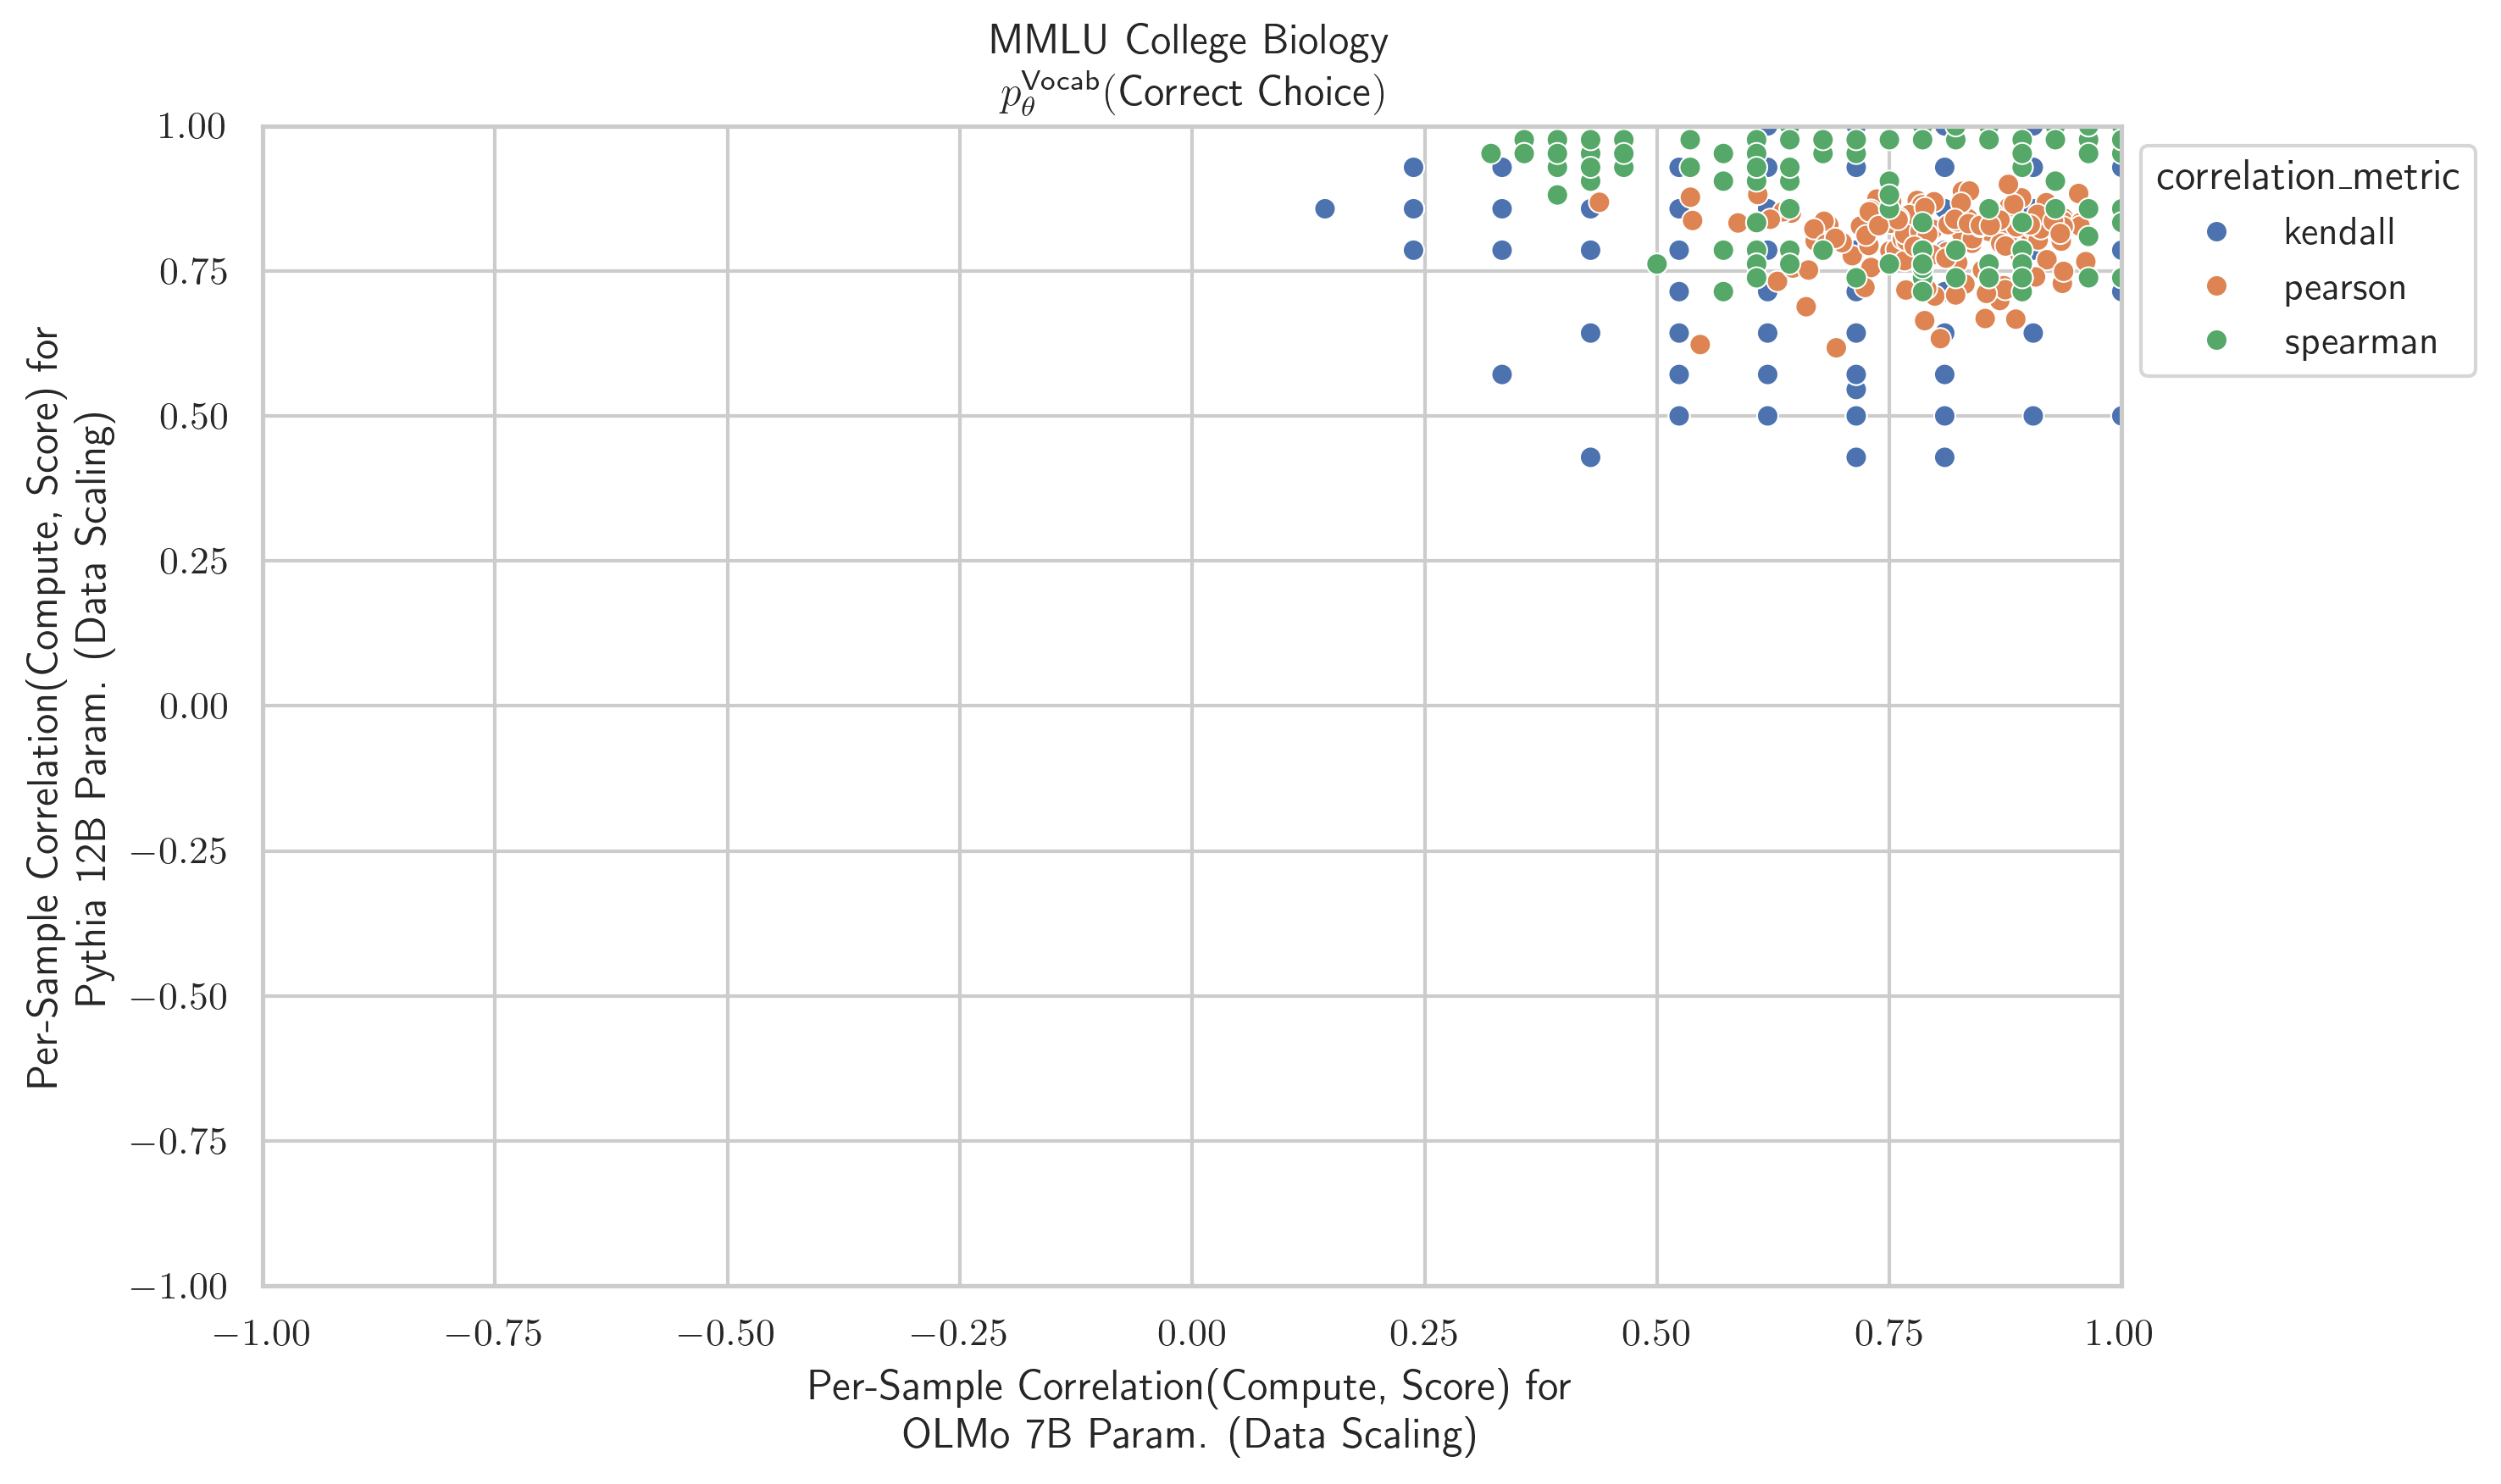 MMLU College Biology
p_θ^Vocab(Correct Choice)
1.00
0.75
0.50
0.25
0.00
−0.25
−0.50
−0.75
−1.00
Per-Sample Correlation(Compute, Score) for
Pythia 12B Param. (Data Scaling)
correlation_metric
kendall
pearson
spearman
−1.00
−0.75
−0.50
−0.25
0.00
0.25
0.50
0.75
1.00
Per-Sample Correlation(Compute, Score) for
OLMo 7B Param. (Data Scaling)